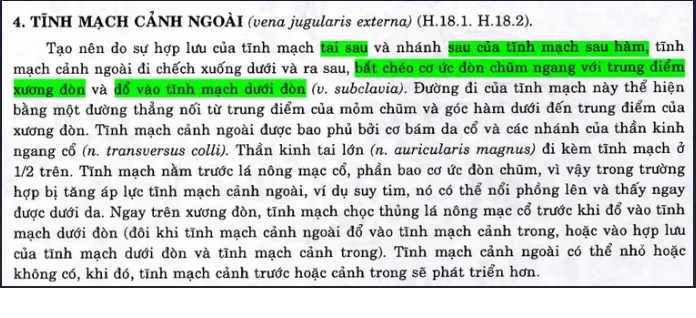 4. TĨNH MẠCH CẢNH NGOÀI (vena jugularis externa) (H.18.1. H.18.2).
Tạo nên do sự hợp lưu của tĩnh mạch tai sau và nhánh sau của tĩnh mạch sau hàm, tĩnh
mạch cảnh ngoài đi chếch xuống dưới và ra sau, bắt chéo cơ ức đòn chũm ngang với trung điểm
xương đòn và đổ vào tĩnh mạch dưới đòn (v. subclavia). Đường đi của tĩnh mạch này thể hiện
bằng một đường thẳng nối từ trung điểm của mỏm chũm và góc hàm dưới đến trung điểm của
xương đòn. Tĩnh mạch cảnh ngoài được bao phủ bởi cơ bám da cổ và các nhánh của thần kinh
ngang cổ (n. transversus colli). Thần kinh tai lớn (n. auricularis magnus) đi kèm tĩnh mạch ở
1/2 trên. Tĩnh mạch nằm trước lá nông mạc cổ, phần bao cơ ức đòn chũm, vì vậy trong trường
hợp bị tăng áp lực tĩnh mạch cảnh ngoài, ví dụ suy tim, nó có thể nổi phồng lên và thấy ngay
được dưới da. Ngay trên xương đòn, tĩnh mạch chọc thủng lá nông mạc cổ trước khi đổ vào tĩnh
mạch dưới đòn (đôi khi tĩnh mạch cảnh ngoài đổ vào tĩnh mạch cảnh trong, hoặc vào hợp lưu
của tĩnh mạch dưới đòn và tĩnh mạch cảnh trong). Tĩnh mạch cảnh ngoài có thể nhỏ hoặc
không có, khi đó, tĩnh mạch cảnh trước hoặc cảnh trong sẽ phát triển hơn.